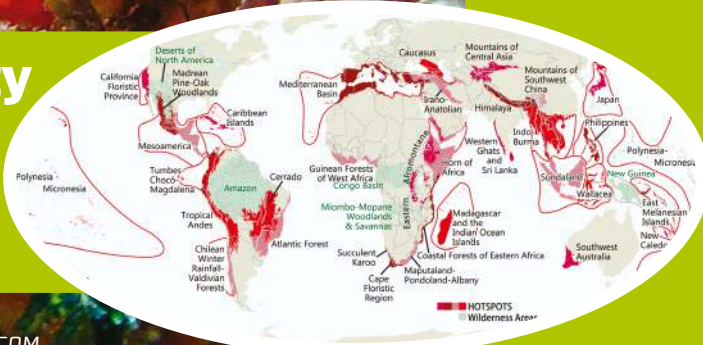 ty
Deserts of
North America
California
Floristic
Province
Madrean
Pine-Oak
Woodlands
Caribbean
Islands
Mesoamerica
Polynesia
Micronesia
Tumbes
Chocó
Magdalena
Amazon
Cerrado
Tropical
Andes
Atlantic Forest
Chilean
Winter
Rainfall-
Valdivian
Forests
Mediterranean
Basin
Caucasus
Irano-
Anatolian
Mountains of
Central Asia
Mountains of
Southwest
China
Himalaya
Japan
Guinean Forests
of West Africa
Congo Basin
Eastern Afromontane
Horn of
Africa
Western
Ghats
and
Sri Lanka
Indo-
Burma
Philippines
Polynesia-
Micronesi
Miombo-Mopane
Woodlands
& Savannas
Sundaland
Wallacea
New Guinea
East
Melanesian
Islands
New
Caled
Madagascar
and the
Indian Ocean
Islands
Coastal Forests of Eastern Africa
Succulent
Karoo
Cape
Floristic
Region
Maputaland-
Pondoland-Albany
Southwest
Australia
HOTSPOTS
Wilderness Areas
COM